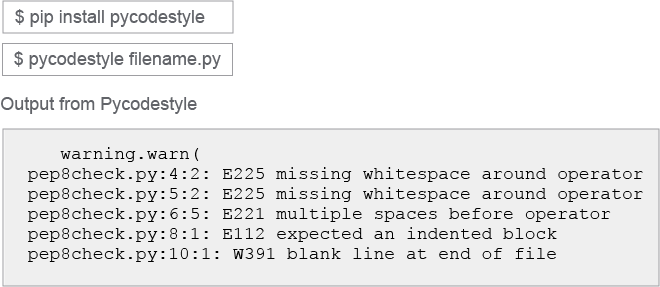 $ pip install pycodestyle
$ pycodestyle filename.py
Output from Pycodestyle
warning.warn(
pep8check.py:4:2: E225 missing whitespace around operator
pep8check.py:5:2: E225 missing whitespace around operator
pep8check.py:6:5: E221 multiple spaces before operator
pep8check.py:8:1: E112 expected an indented block
pep8check.py:10:1: W391 blank line at end of file